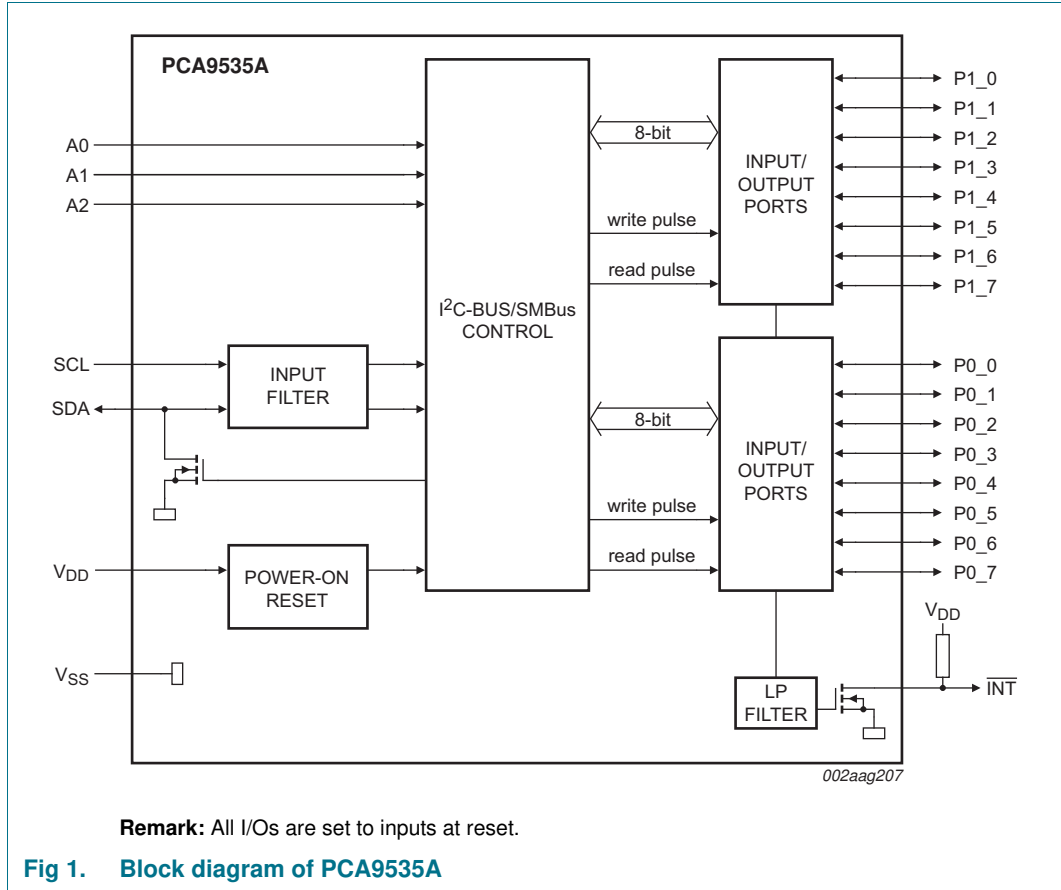 PCA9535A
A0
A1
A2
SCL
SDA
VDD
VSS
INPUT
FILTER
POWER-ON
RESET
I2C-BUS/SMBus
CONTROL
8-bit
write pulse
read pulse
INPUT/
OUTPUT
PORTS
P1_0
P1_1
P1_2
P1_3
P1_4
P1_5
P1_6
P1_7
8-bit
write pulse
read pulse
INPUT/
OUTPUT
PORTS
P0_0
P0_1
P0_2
P0_3
P0_4
P0_5
P0_6
P0_7
VDD
LP
FILTER
INT
002aag207
Remark: All I/Os are set to inputs at reset.
Fig 1. Block diagram of PCA9535A